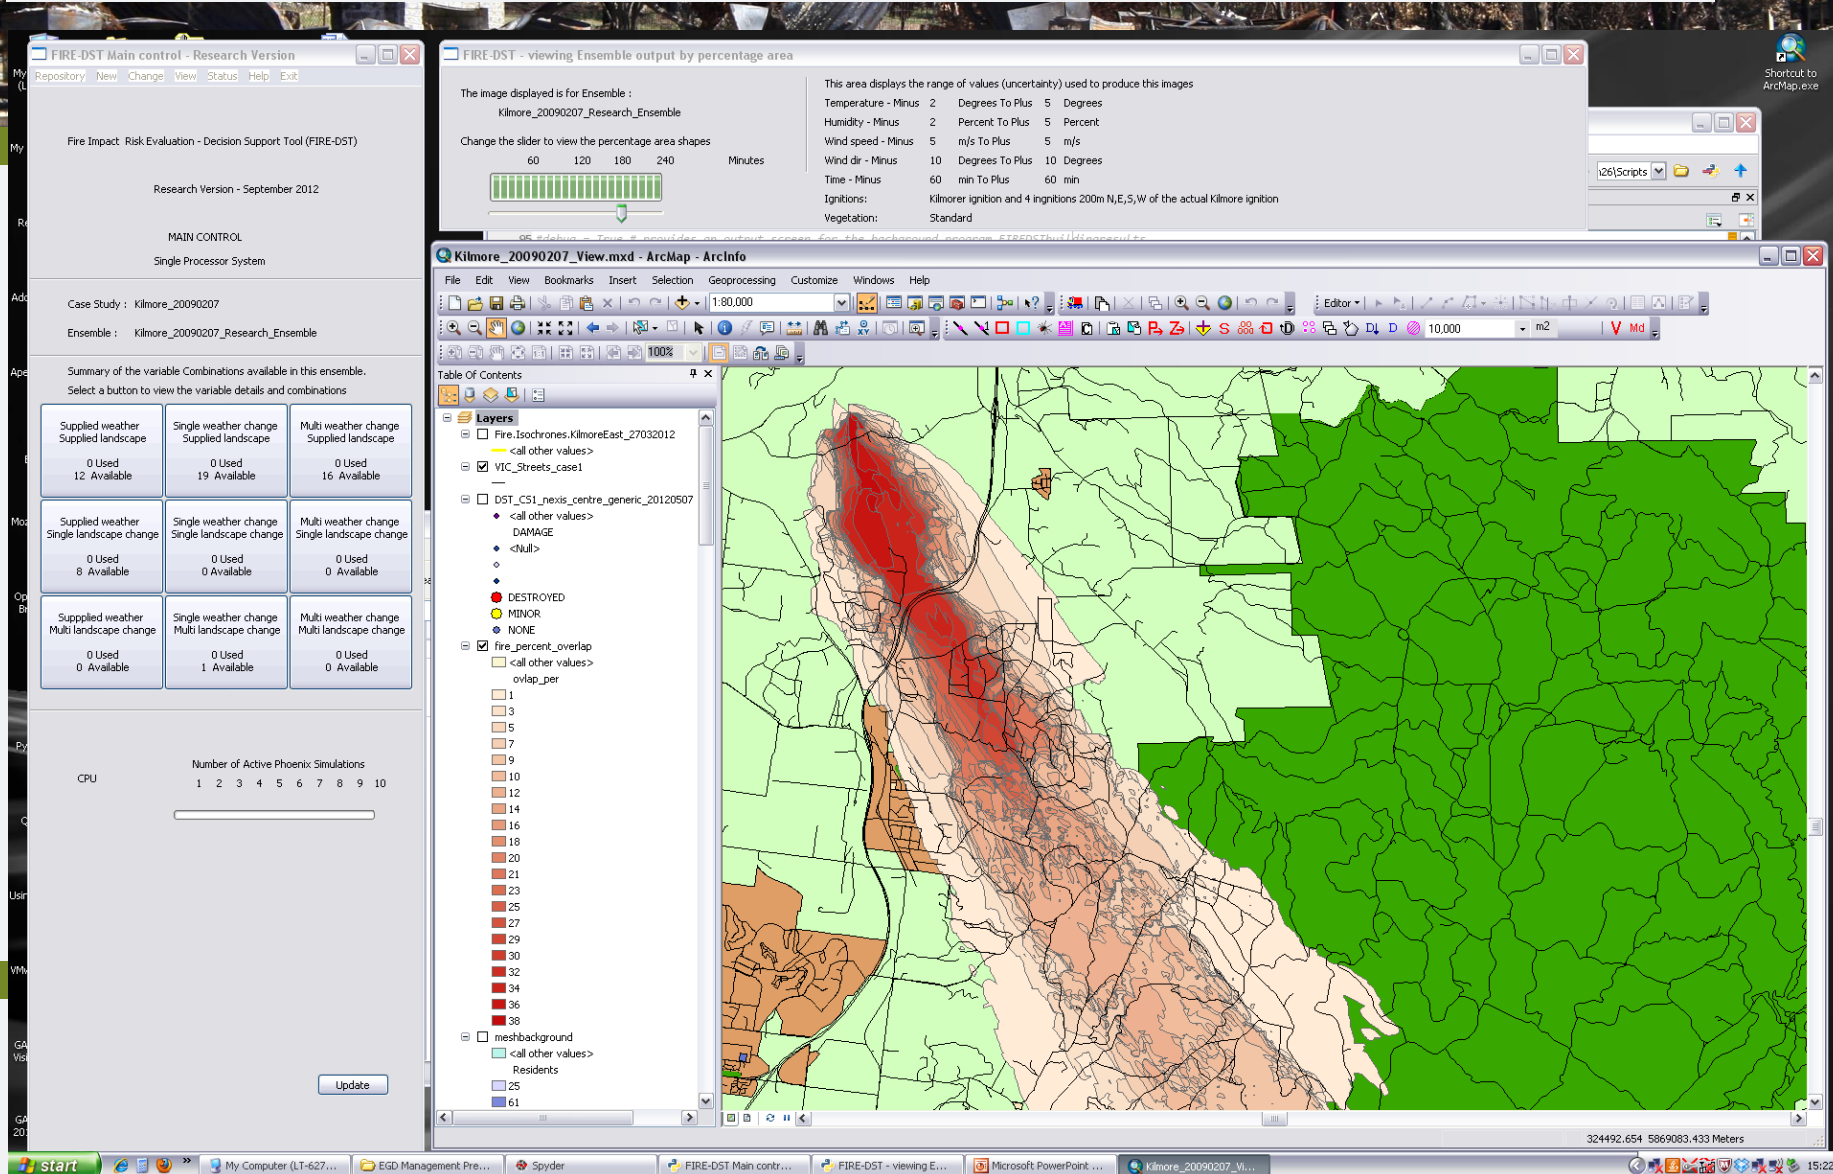 FIRE-DST Main control - Research Version
Repository New Change View Status Help Exit
Fire Impact Risk Evaluation - Decision Support Tool (FIRE-DST)
Research Version - September 2012
MAIN CONTROL
Single Processor System
Case Study : Kilmore_20090207
Ensemble : Kilmore_20090207_Research_Ensemble
Summary of the variable Combinations available in this ensemble.
Select a button to view the variable details and combinations
Supplied weather
Supplied landscape
0 Used
12 Available
Single weather change
Supplied landscape
0 Used
19 Available
Multi weather change
Supplied landscape
0 Used
16 Available
Supplied weather
Single landscape change
0 Used
8 Available
Single weather change
Single landscape change
0 Used
0 Available
Multi weather change
Single landscape change
0 Used
0 Available
Suppplied weather
Multi landscape change
0 Used
0 Available
Single weather change
Multi landscape change
0 Used
1 Available
Multi weather change
Multi landscape change
0 Used
0 Available
Number of Active Phoenix Simulations
CPU
1 2 3 4 5 6 7 8 9 10
Update
FIRE-DST - viewing Ensemble output by percentage area
The image displayed is for Ensemble :
Kilmore_20090207_Research_Ensemble
Change the slider to view the percentage area shapes
60 120 180 240 Minutes
This area displays the range of values (uncertainty) used to produce this images
Temperature - Minus 2 Degrees To Plus 5 Degrees
Humidity - Minus 2 Percent To Plus 5 Percent
Wind speed - Minus 5 m/s To Plus 5 m/s
Wind dir - Minus 10 Degrees To Plus 10 Degrees
Time - Minus 60 min To Plus 60 min
Ignitions: Kilmorer ignition and 4 ingnitions 200m N,E,S,W of the actual Kilmore ignition
Vegetation: Standard
Shortcut to
ArcMap.exe
\26\Scripts
95 #debug = True # provides an output screen for the background program FIREDSTbuildingresults
Kilmore_20090207_View.mxd - ArcMap - ArcInfo
File Edit View Bookmarks Insert Selection Geoprocessing Customize Windows Help
1:80,000
Editor
10,000 m2
V Md
100%
Table Of Contents
Layers
Fire.Isochrones.KilmoreEast_27032012
<all other values>
VIC_Streets_case1
DST_CS1_nexis_centre_generic_20120507
<all other values>
DAMAGE
<Null>
DESTROYED
MINOR
NONE
fire_percent_overlap
<all other values>
ovlap_per
1
3
5
7
9
10
12
14
16
18
20
21
23
25
27
29
30
32
34
36
38
meshbackground
<all other values>
Residents
25
61
324492.654 5869083.433 Meters
start
My Computer (LT-627...
EGD Management Pre...
Spyder
FIRE-DST Main contr...
FIRE-DST - viewing E...
Microsoft PowerPoint ...
Kilmore_20090207_Vi...
15:22